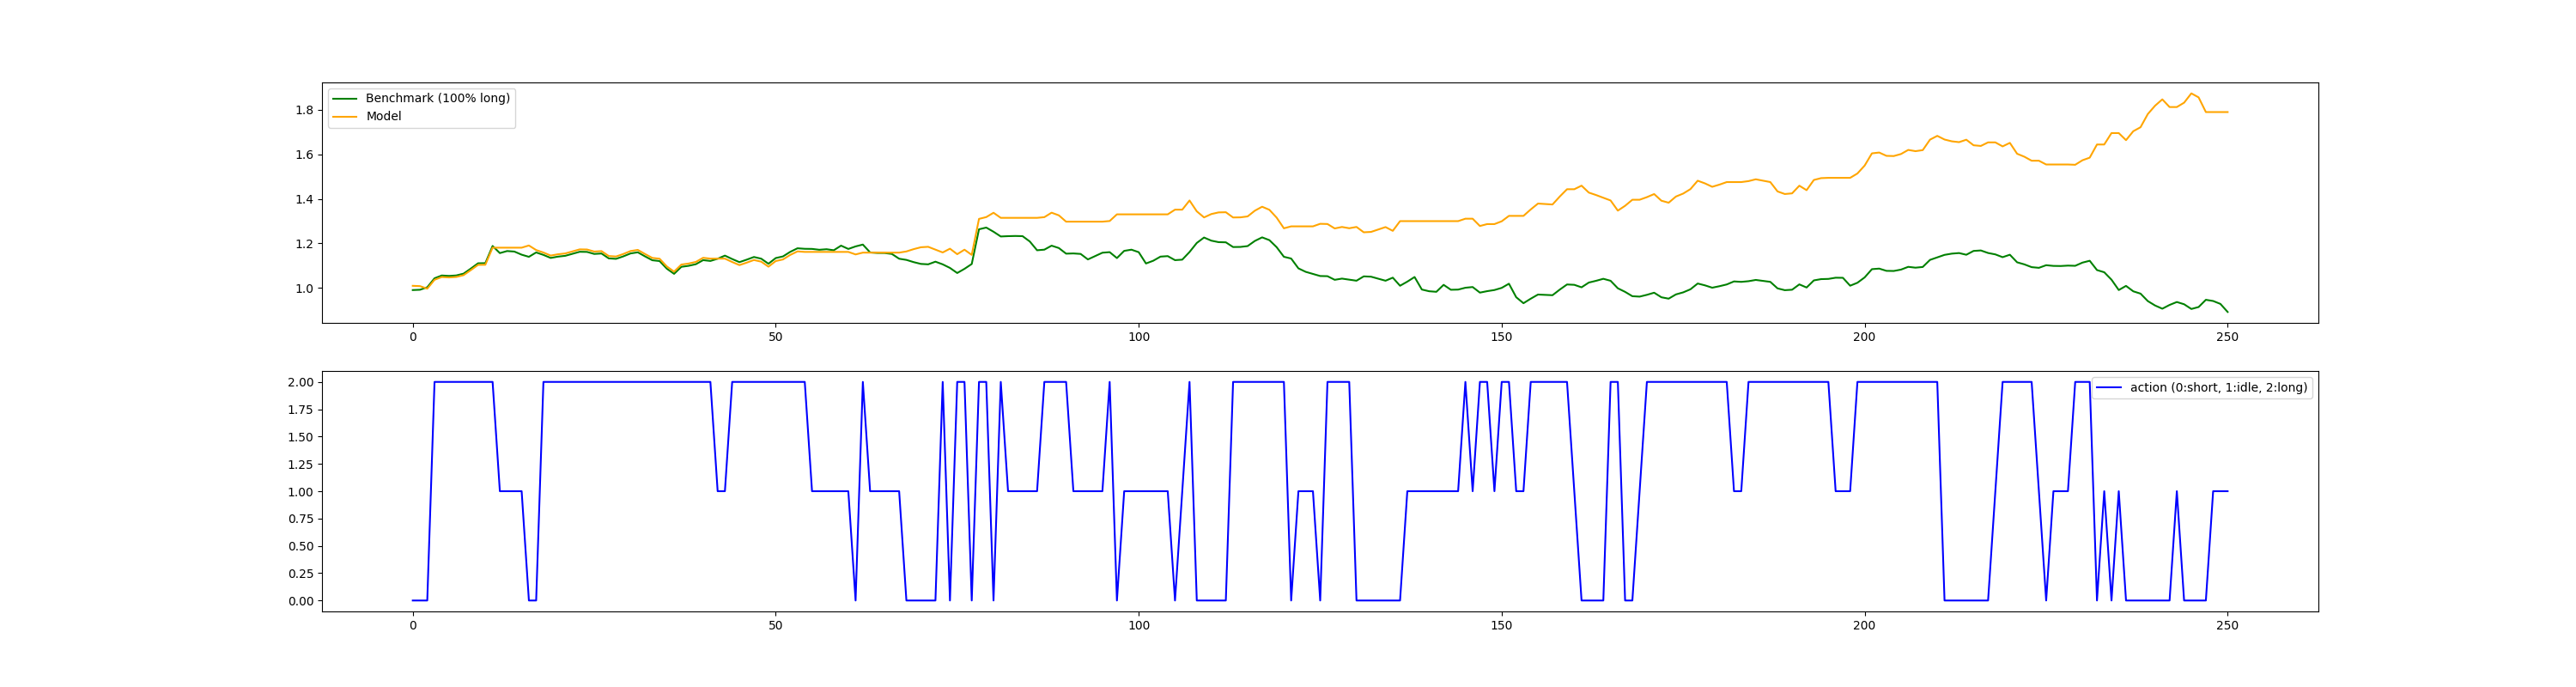 Benchmark (100% long)
Model
1.8
1.6
1.4
1.2
1.0
0 50 100 150 200 250
action (0:short, 1:idle, 2:long)
2.00
1.75
1.50
1.25
1.00
0.75
0.50
0.25
0.00
0 50 100 150 200 250